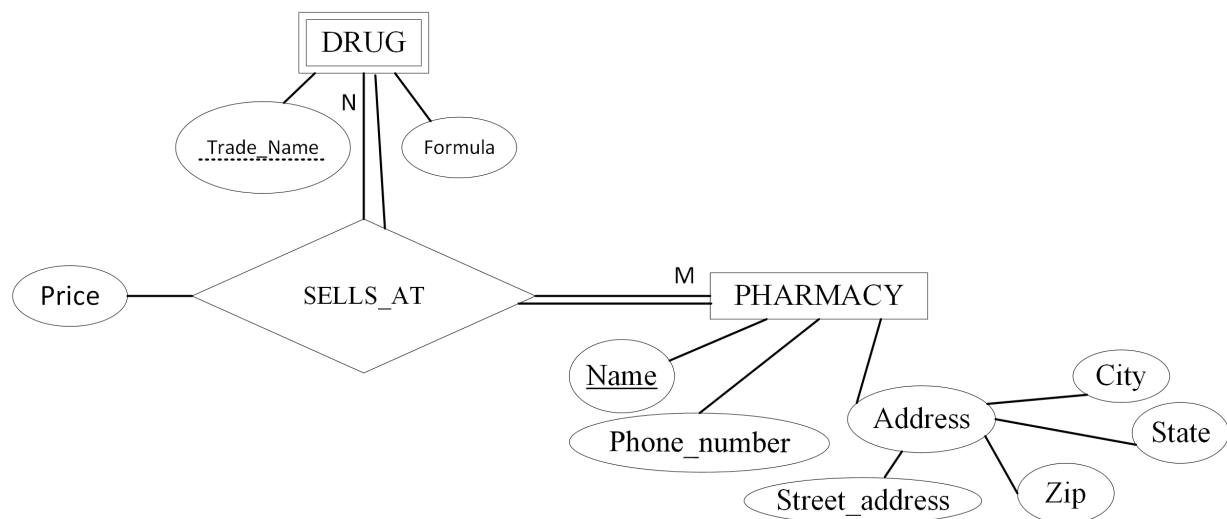 DRUG
N
Trade_Name
Formula
Price
SELLS_AT
M
PHARMACY
Name
Phone_number
Address
City
State
Zip
Street_address